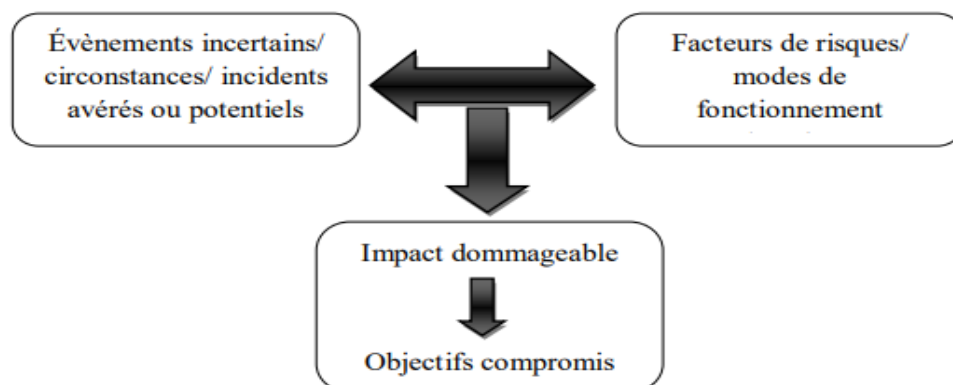 Évènements incertains/
circonstances/ incidents
avérés ou potentiels
Facteurs de risques/
modes de
fonctionnement
Impact dommageable
Objectifs compromis